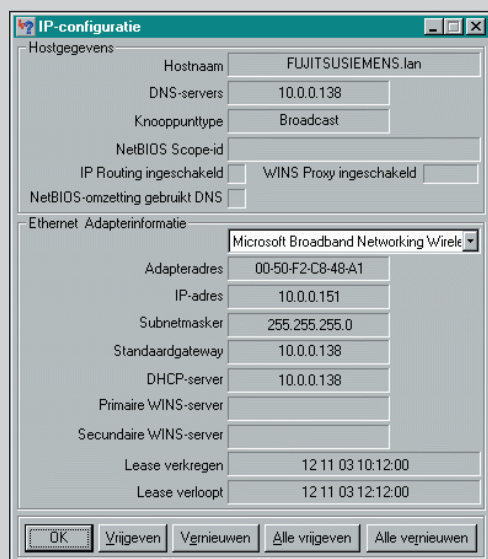 IP-configuratie
Hostgegevens
Hostnaam FUJITSUSIEMENS.lan
DNS-servers 10.0.0.138
Knooppunttype Broadcast
NetBIOS Scope-id
IP Routing ingeschakeld WINS Proxy ingeschakeld
NetBIOS-omzetting gebruikt DNS
Ethernet Adapterinformatie
Microsoft Broadband Networking Wirele
Adapteradres 00-50-F2-C8-48-A1
IP-adres 10.0.0.151
Subnetmasker 255.255.255.0
Standaardgateway 10.0.0.138
DHCP-server 10.0.0.138
Primaire WINS-server
Secundaire WINS-server
Lease verkregen 12 11 03 10:12:00
Lease verloopt 12 11 03 12:12:00
OK Vrijgeven Vernieuwen Alle vrijgeven Alle vernieuwen